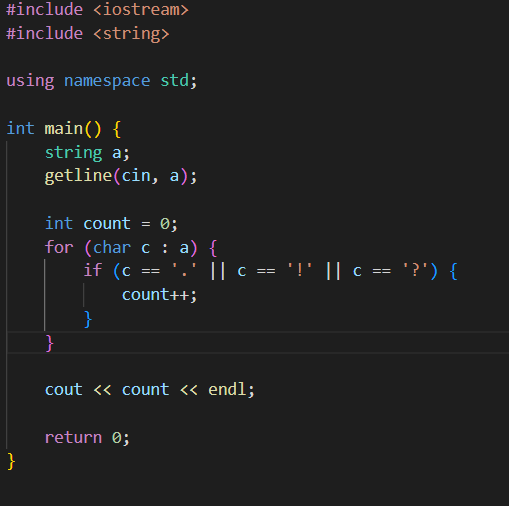 #include <iostream>
#include <string>

using namespace std;

int main() {
    string a;
    getline(cin, a);

    int count = 0;
    for (char c : a) {
        if (c == '.' || c == '!' || c == '?') {
            count++;
        }
    }

    cout << count << endl;

    return 0;
}